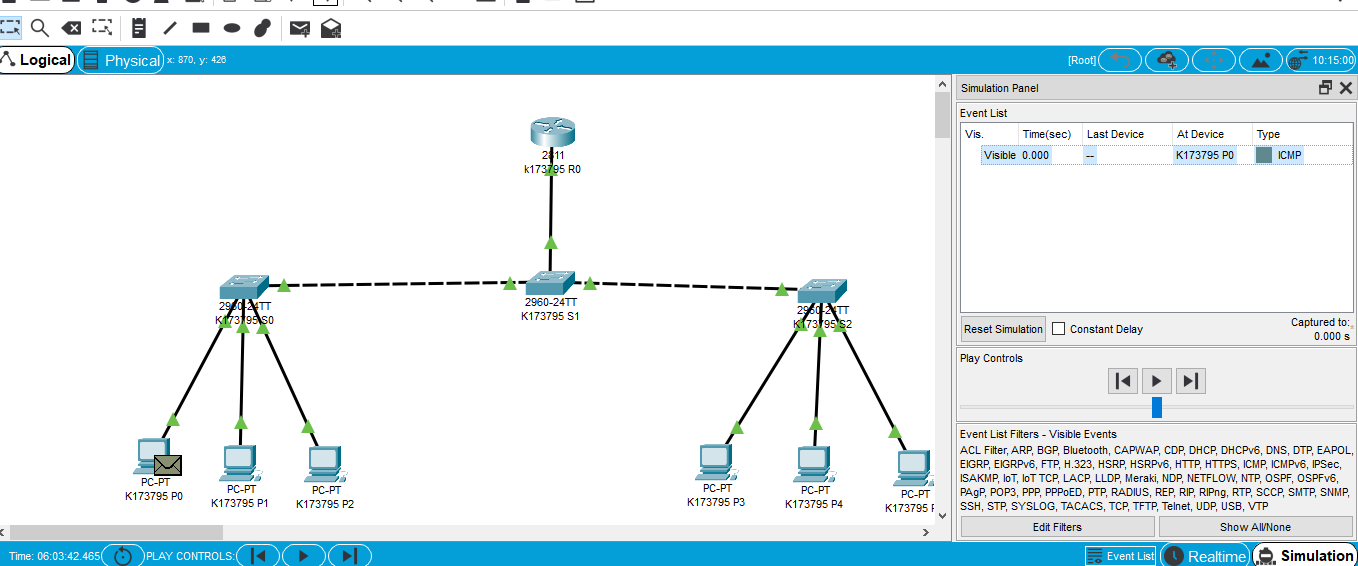 Logical
Physical
x: 870, y: 426
[Root]
10:15:00
2811
k173795 R0
2960-24TT
K173795 S0
2960-24TT
K173795 S1
2960-24TT
K173795 S2
PC-PT
K173795 P0
PC-PT
K173795 P1
PC-PT
K173795 P2
PC-PT
K173795 P3
PC-PT
K173795 P4
PC-PT
Simulation Panel
Event List
Vis. Time(sec) Last Device At Device Type
Visible 0.000 -- K173795 P0 ICMP
Reset Simulation Constant Delay
Captured to:
0.000 s
Play Controls
Event List Filters - Visible Events
ACL Filter, ARP, BGP, Bluetooth, CAPWAP, CDP, DHCP, DHCPv6, DNS, DTP, EAPOL,
EIGRP, EIGRPv6, FTP, H.323, HSRP, HSRPv6, HTTP, HTTPS, ICMP, ICMPv6, IPSec,
ISAKMP, IoT, IoT TCP, LACP, LLDP, Meraki, NDP, NETFLOW, NTP, OSPF, OSPFv6,
PAgP, POP3, PPP, PPPoED, PTP, RADIUS, REP, RIP, RIPng, RTP, SCCP, SMTP, SNMP,
SSH, STP, SYSLOG, TACACS, TCP, TFTP, Telnet, UDP, USB, VTP
Edit Filters Show All/None
Time: 06:03:42.465 PLAY CONTROLS:
Event List Realtime Simulation